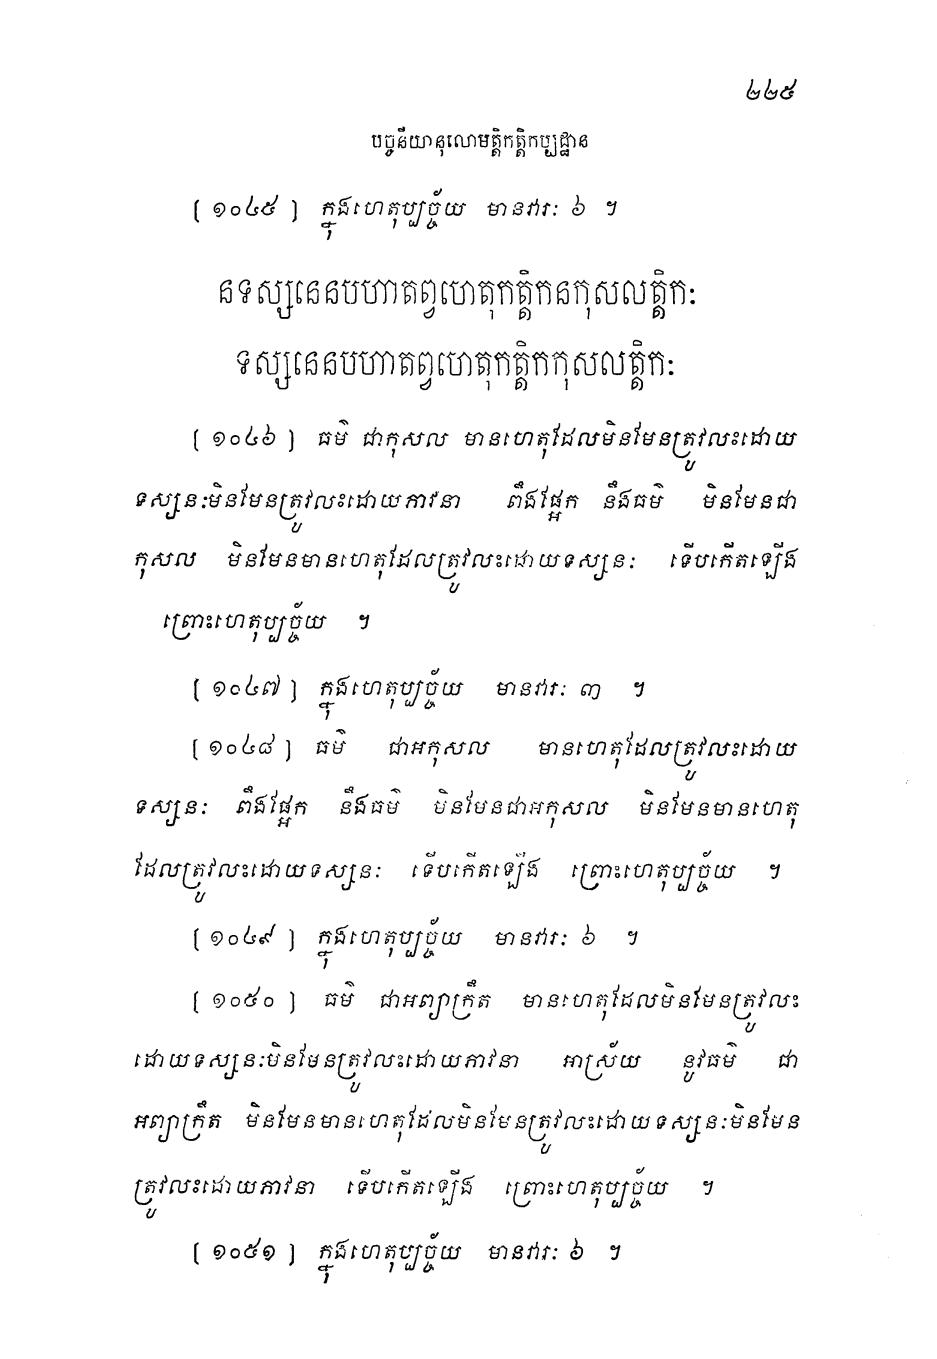 ២២៥
បច្ចនីយានុលោមត្តិកត្តិកប្បដ្ឋាន
[ ១០៤៥ ] ក្នុងហេតុប្បច្ច័យ មានវារៈ ៦ ។
នទស្សនេនបហាតព្វហេតុកត្តិកនកុសលត្តិកៈ
ទស្សនេនបហាតព្វហេតុកត្តិកកុសលត្តិកៈ
[ ១០៤៦ ] ធម៌ ជាកុសល មានហេតុដែលមិនមែនត្រូវលះដោយ
ទស្សនៈមិនមែនត្រូវលះដោយភាវនា ពឹងផ្អែក នឹងធម៌ មិនមែនជា
កុសល មិនមែនមានហេតុដែលត្រូវលះដោយទស្សនៈ ទើបកើតឡើង
ព្រោះហេតុប្បច្ច័យ ។
[ ១០៤៧ ] ក្នុងហេតុប្បច្ច័យ មានវារៈ ៣ ។
[ ១០៤៨ ] ធម៌ ជាអកុសល មានហេតុដែលត្រូវលះដោយ
ទស្សនៈ ពឹងផ្អែក នឹងធម៌ មិនមែនជាអកុសល មិនមែនមានហេតុ
ដែលត្រូវលះដោយទស្សនៈ ទើបកើតឡើង ព្រោះហេតុប្បច្ច័យ ។
[ ១០៤៩ ] ក្នុងហេតុប្បច្ច័យ មានវារៈ ៦ ។
[ ១០៥០ ] ធម៌ ជាអព្យាក្រឹត មានហេតុដែលមិនមែនត្រូវលះ
ដោយទស្សនៈមិនមែនត្រូវលះដោយភាវនា អាស្រ័យ នូវធម៌ ជា
អព្យាក្រឹត មិនមែនមានហេតុដែលមិនមែនត្រូវលះដោយទស្សនៈមិនមែន
ត្រូវលះដោយភាវនា ទើបកើតឡើង ព្រោះហេតុប្បច្ច័យ ។
[ ១០៥១ ] ក្នុងហេតុប្បច្ច័យ មានវារៈ ៦ ។